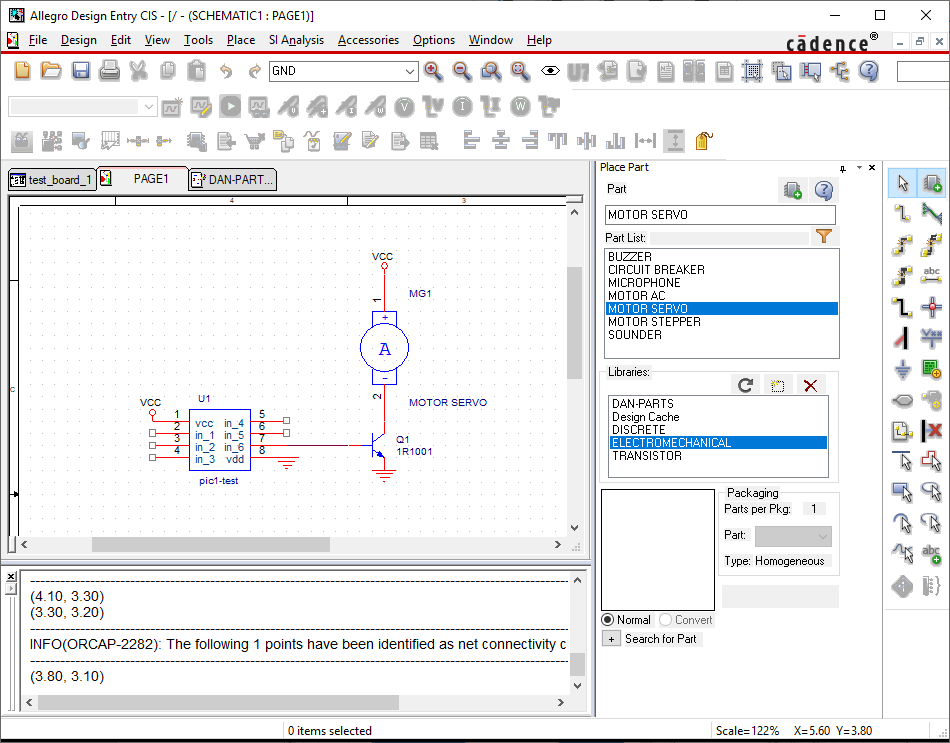 Allegro Design Entry CIS - [/ - (SCHEMATIC1 : PAGE1)]
File Design Edit View Tools Place SI Analysis Accessories Options Window Help
cādence®
GND
test_board_1 PAGE1 DAN-PART...
4 3
C
VCC
1
MG1
+
A
-
2
MOTOR SERVO
VCC
U1
1 vcc in_4 5
2 in_1 in_5 6
3 in_2 in_6 7
4 in_3 vdd 8
pic1-test
Q1
1R1001
Place Part
Part
MOTOR SERVO
Part List:
BUZZER
CIRCUIT BREAKER
MICROPHONE
MOTOR AC
MOTOR SERVO
MOTOR STEPPER
SOUNDER
Libraries:
DAN-PARTS
Design Cache
DISCRETE
ELECTROMECHANICAL
TRANSISTOR
Packaging
Parts per Pkg: 1
Part:
Type: Homogeneous
Normal Convert
+ Search for Part
abc
abc
(4.10, 3.30)
(3.30, 3.20)
INFO(ORCAP-2282): The following 1 points have been identified as net connectivity c
(3.80, 3.10)
0 items selected
Scale=122% X=5.60 Y=3.80